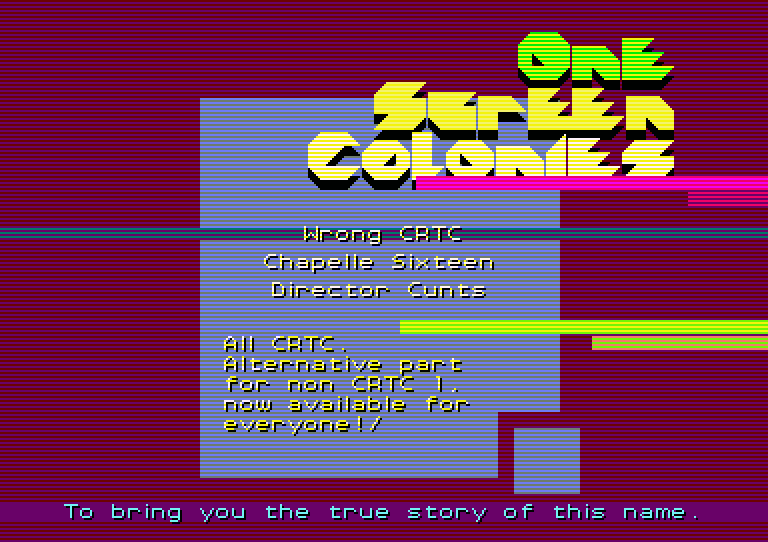 OnE
ScrEEn
ColoniEs
Wrong CRTC
Chapelle Sixteen
Director Cunts
All CRTC.
Alternative part
for non CRTC 1,
now available for
everyone!/
To bring you the true story of this name.